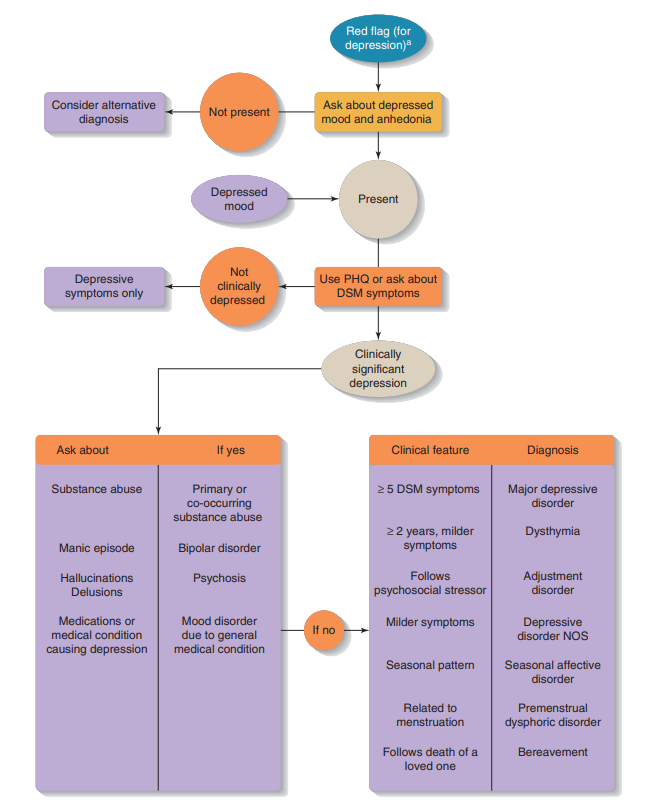 Red flag (for
depression)a
Consider alternative
diagnosis
Not present
Ask about depressed
mood and anhedonia
Depressed
mood
Present
Depressive
symptoms only
Not
clinically
depressed
Use PHQ or ask about
DSM symptoms
Clinically
significant
depression
Ask about
If yes
Substance abuse
Primary or
co-occurring
substance abuse
Manic episode
Bipolar disorder
Hallucinations
Delusions
Psychosis
Medications or
medical condition
causing depression
Mood disorder
due to general
medical condition
If no
Clinical feature
Diagnosis
≥ 5 DSM symptoms
Major depressive
disorder
≥ 2 years, milder
symptoms
Dysthymia
Follows
psychosocial stressor
Adjustment
disorder
Milder symptoms
Depressive
disorder NOS
Seasonal pattern
Seasonal affective
disorder
Related to
menstruation
Premenstrual
dysphoric disorder
Follows death of a
loved one
Bereavement